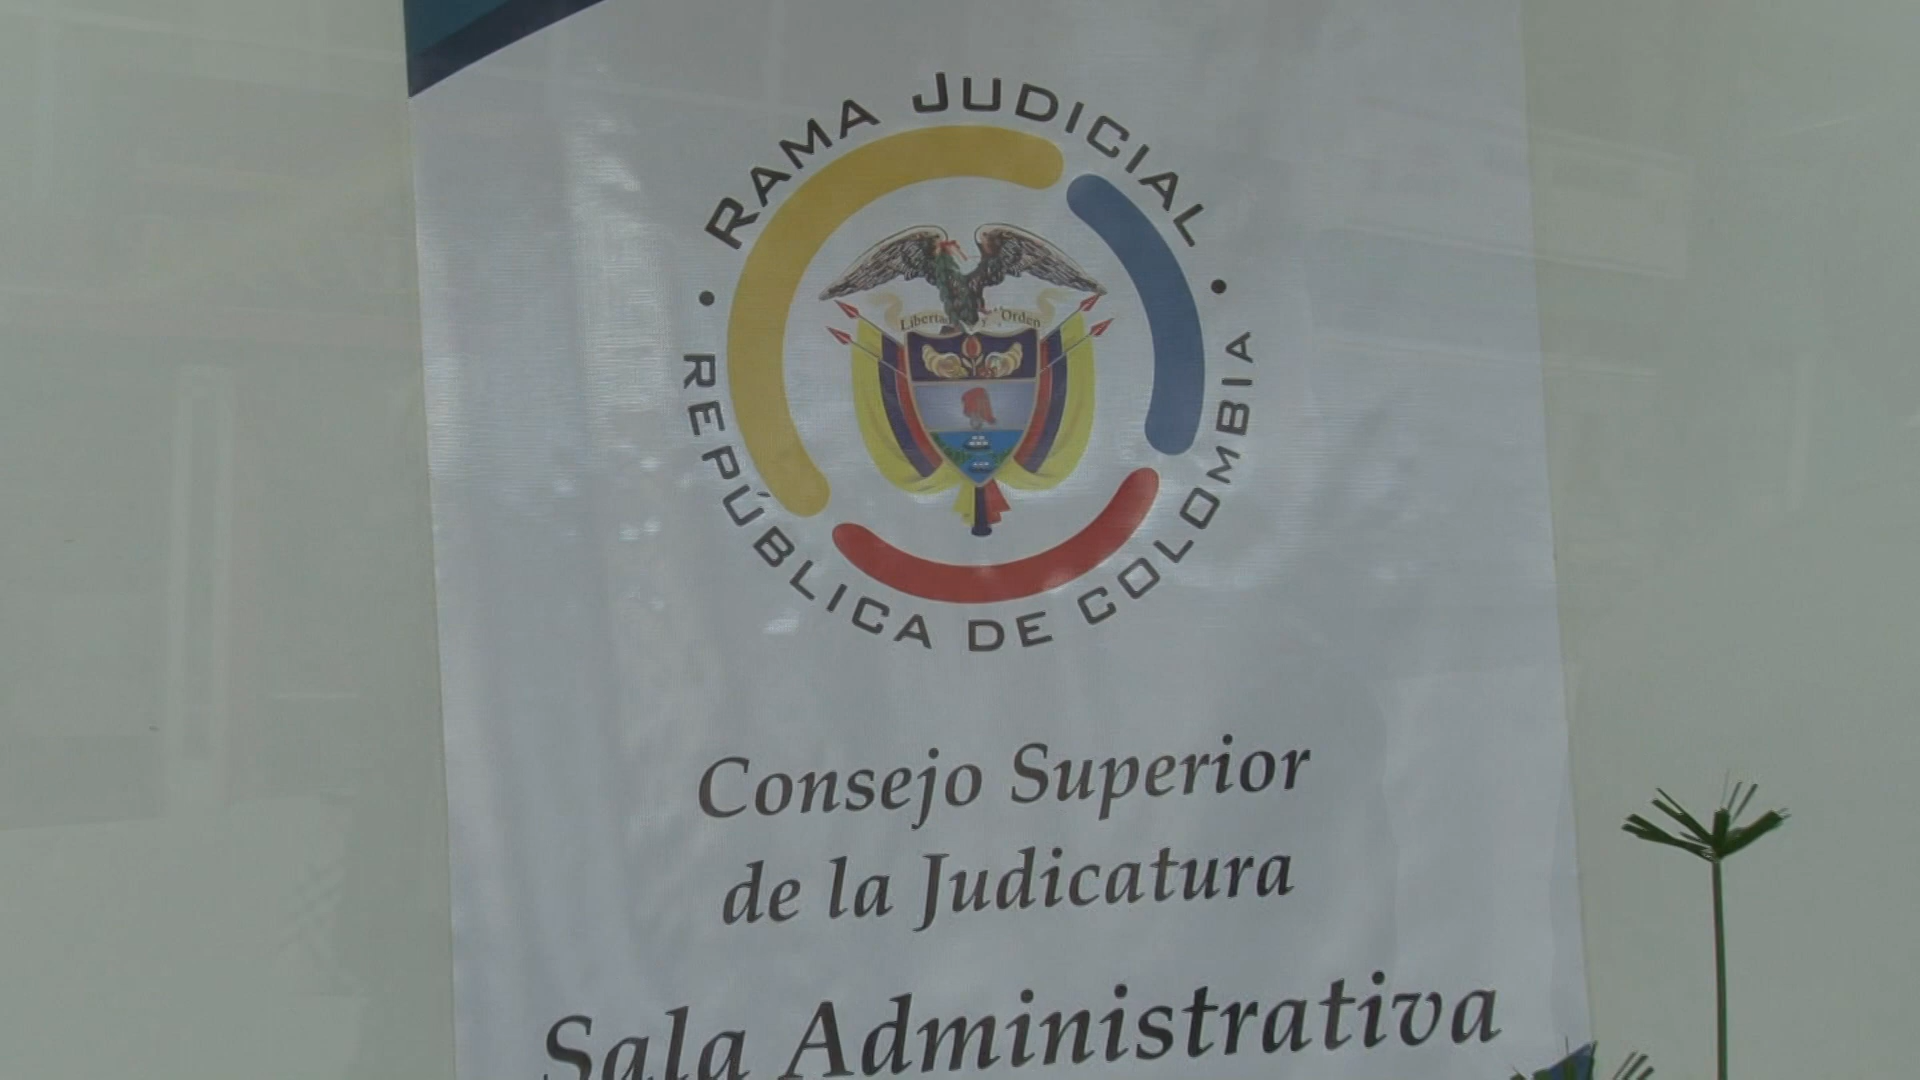 RAMA JUDICIAL
REPÚBLICA DE COLOMBIA
Libertad y Orden
Consejo Superior
de la Judicatura
Sala Administrativa